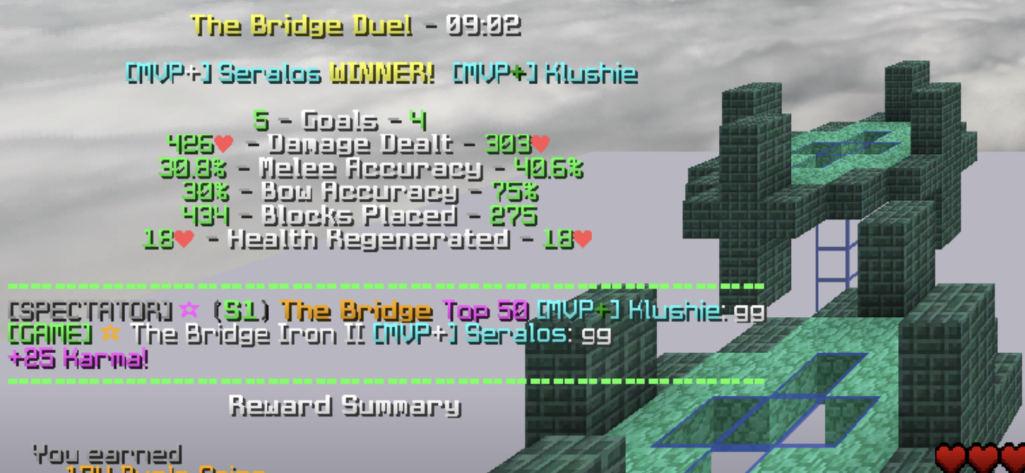 The Bridge Duel - 09:02
[MVP+] Seralos WINNER! [MVP+] Klushie
5 - Goals - 4
426❤ - Damage Dealt - 303❤
30.8% - Melee Accuracy - 40.6%
30% - Bow Accuracy - 75%
434 - Blocks Placed - 275
18❤ - Health Regenerated - 18❤
[SPECTATOR] ☆ (S1) The Bridge Top 50 [MVP+] Klushie: gg
[GAME] ☆ The Bridge Iron II [MVP+] Seralos: gg
+25 Karma!
Reward Summary
You earned